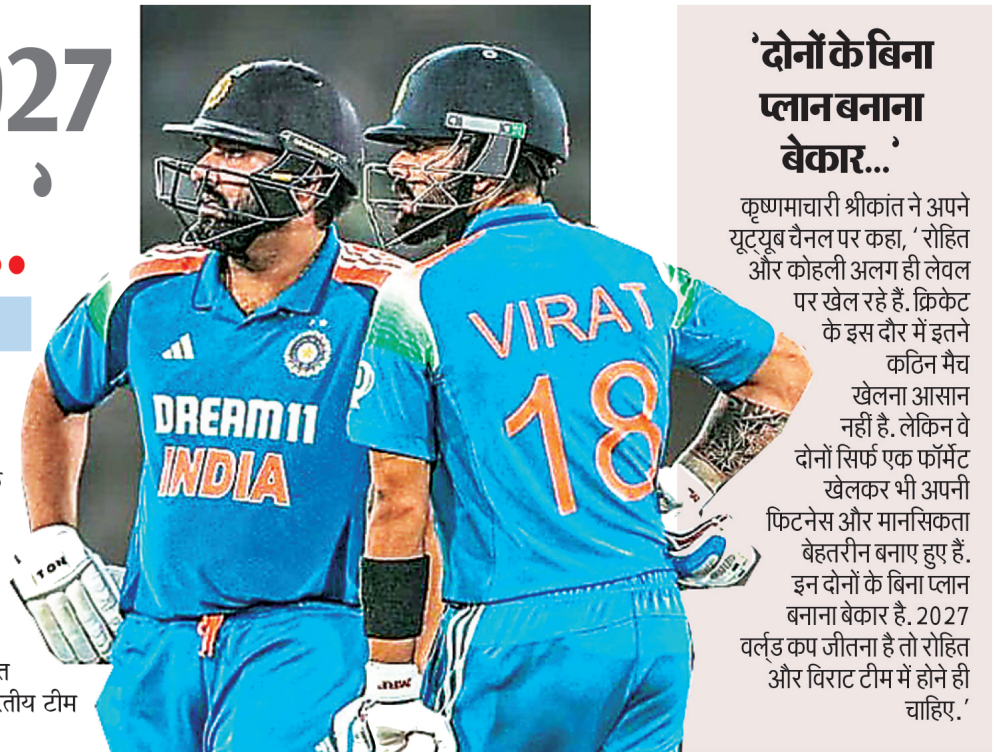 027
‘
'दोनों के बिना
प्लान बनाना
बेकार...‘
कृष्णमाचारी श्रीकांत ने अपने
यूट्यूब चैनल पर कहा, ‘ रोहित
और कोहली अलग ही लेवल
पर खेल रहे हैं. क्रिकेट
के इस दौर में इतने
कठिन मैच
खेलना आसान
नहीं है. लेकिन वे
दोनों सिर्फ एक फॉर्मेट
खेलकर भी अपनी
फिटनेस और मानसिकता
बेहतरीन बनाए हुए हैं.
इन दोनों के बिना प्लान
बनाना बेकार है. 2027
वर्ल्ड कप जीतना है तो रोहित
और विराट टीम में होने ही
चाहिए.’
DREAM11
INDIA
VIRAT
18
TON
टीम